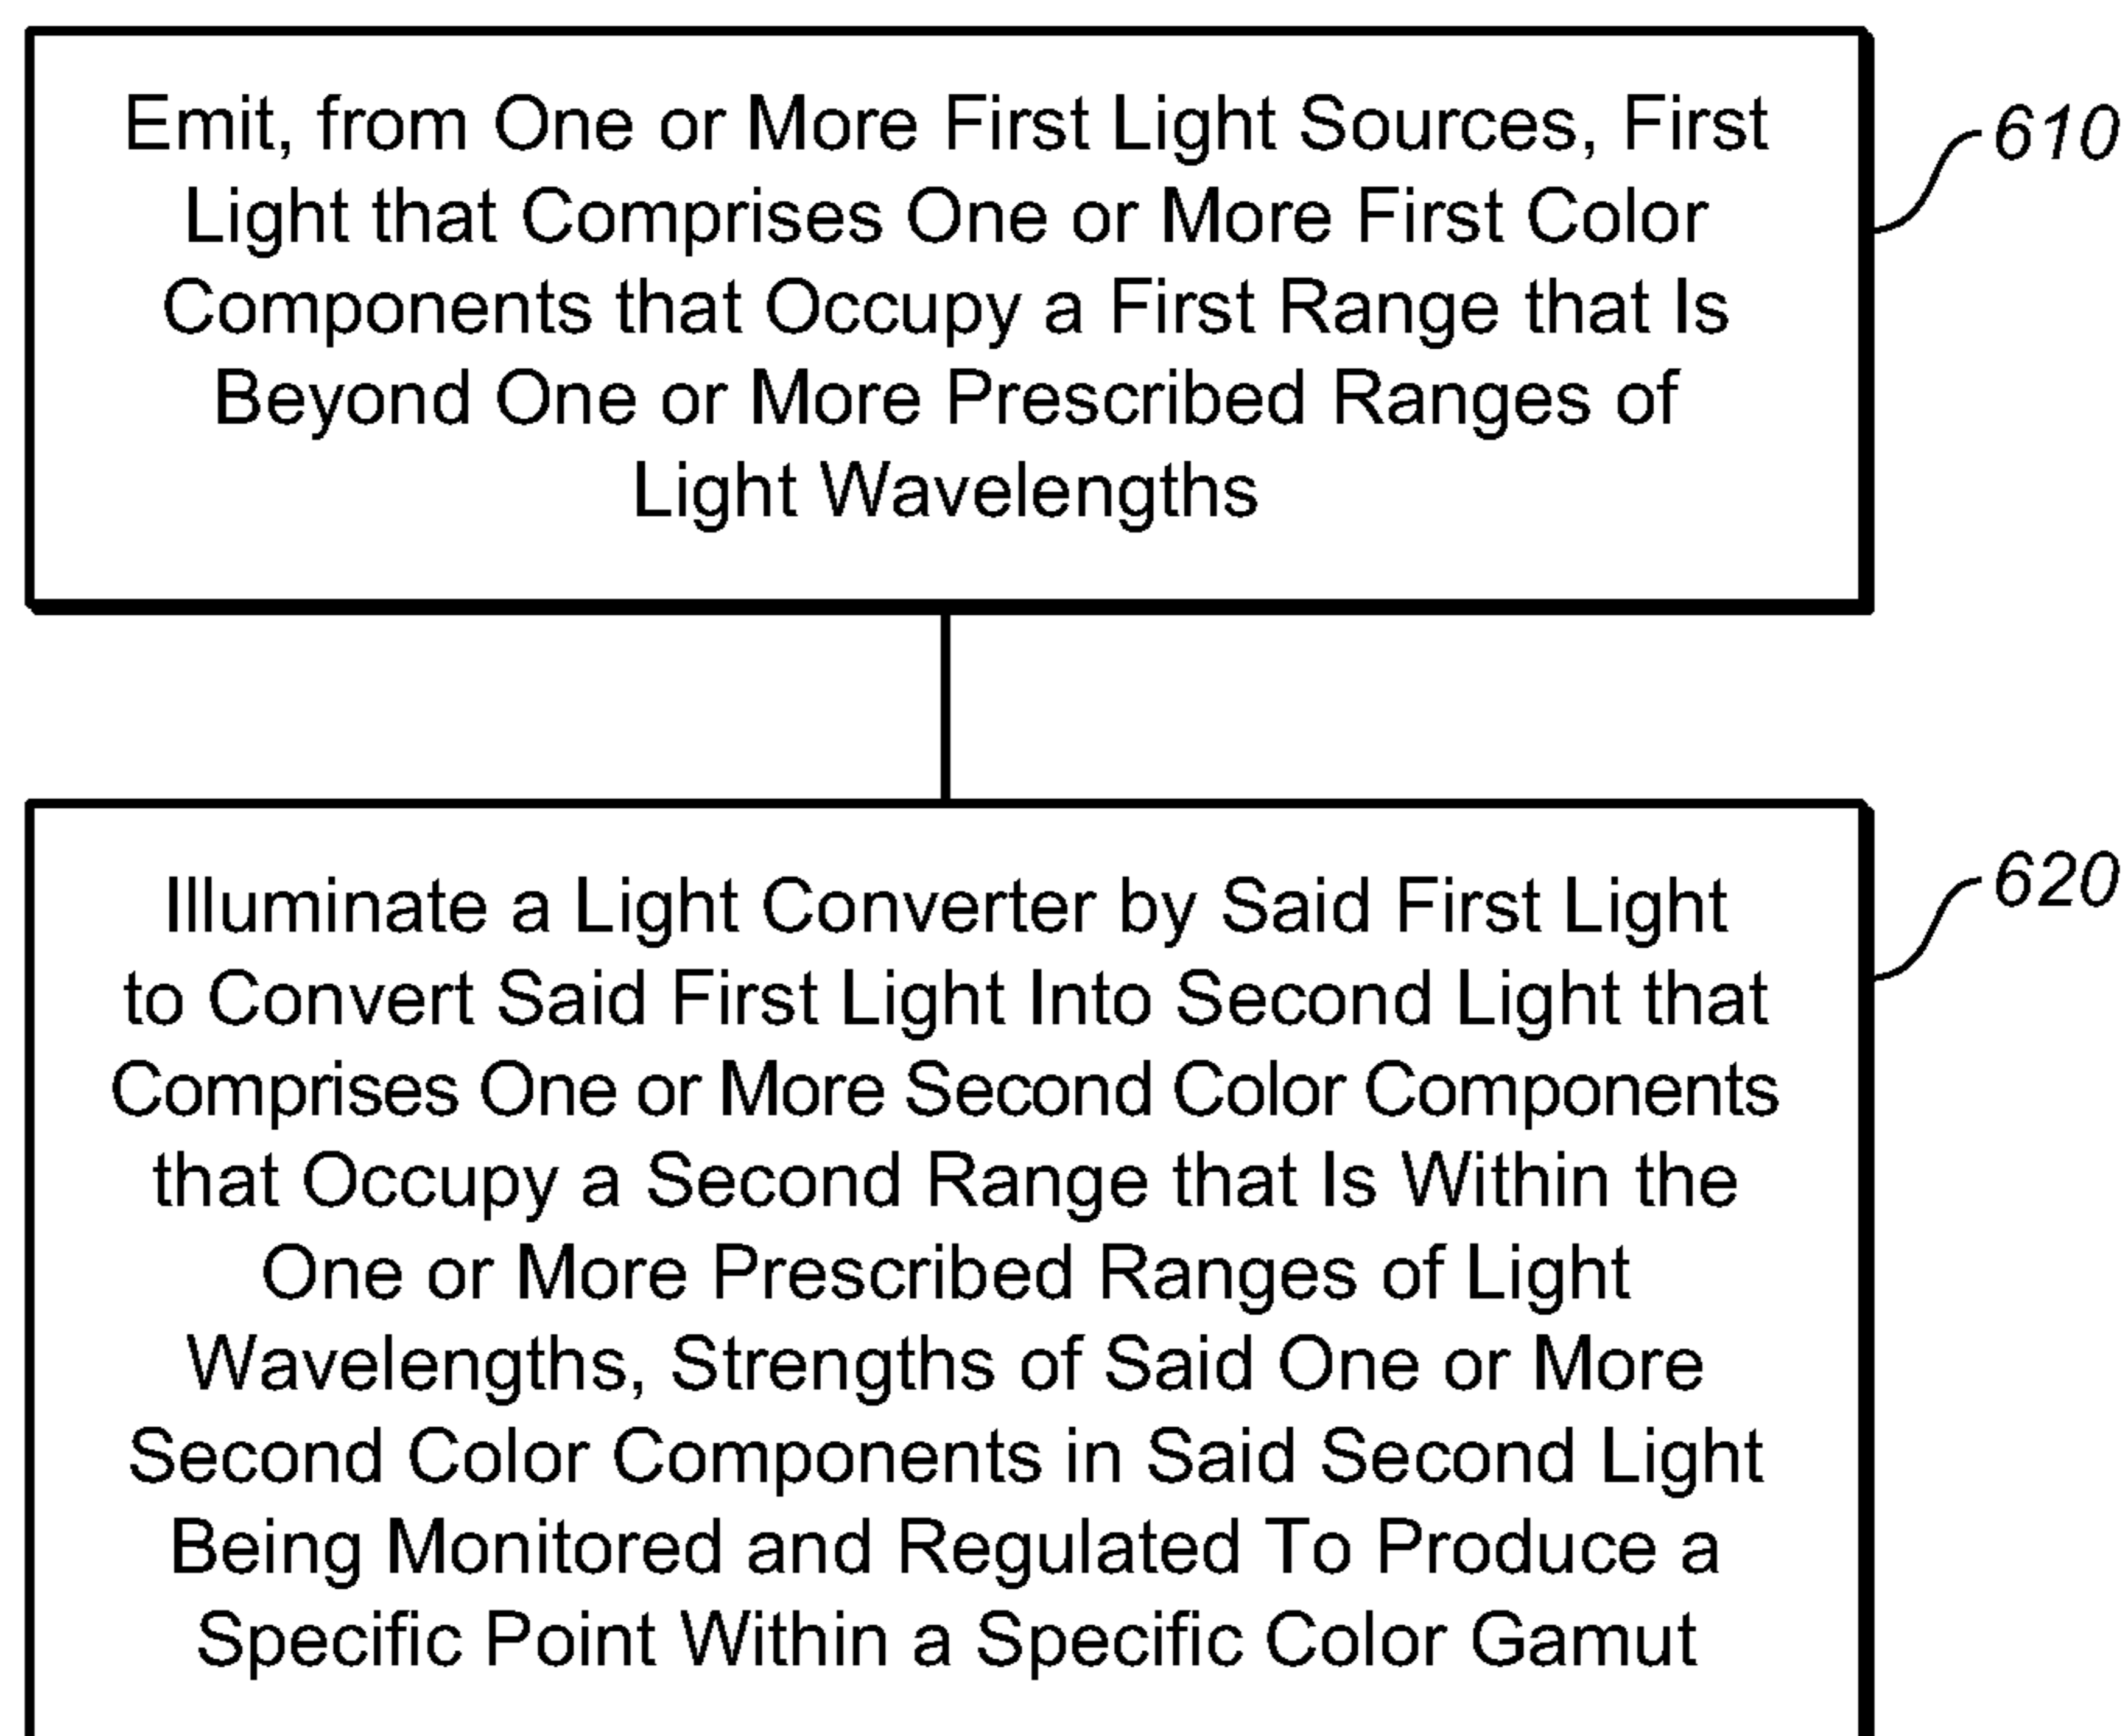 Emit, from One or More First Light Sources, First
Light that Comprises One or More First Color
Components that Occupy a First Range that Is
Beyond One or More Prescribed Ranges of
Light Wavelengths
610
Illuminate a Light Converter by Said First Light
to Convert Said First Light Into Second Light that
Comprises One or More Second Color Components
that Occupy a Second Range that Is Within the
One or More Prescribed Ranges of Light
Wavelengths, Strengths of Said One or More
Second Color Components in Said Second Light
Being Monitored and Regulated To Produce a
Specific Point Within a Specific Color Gamut
620